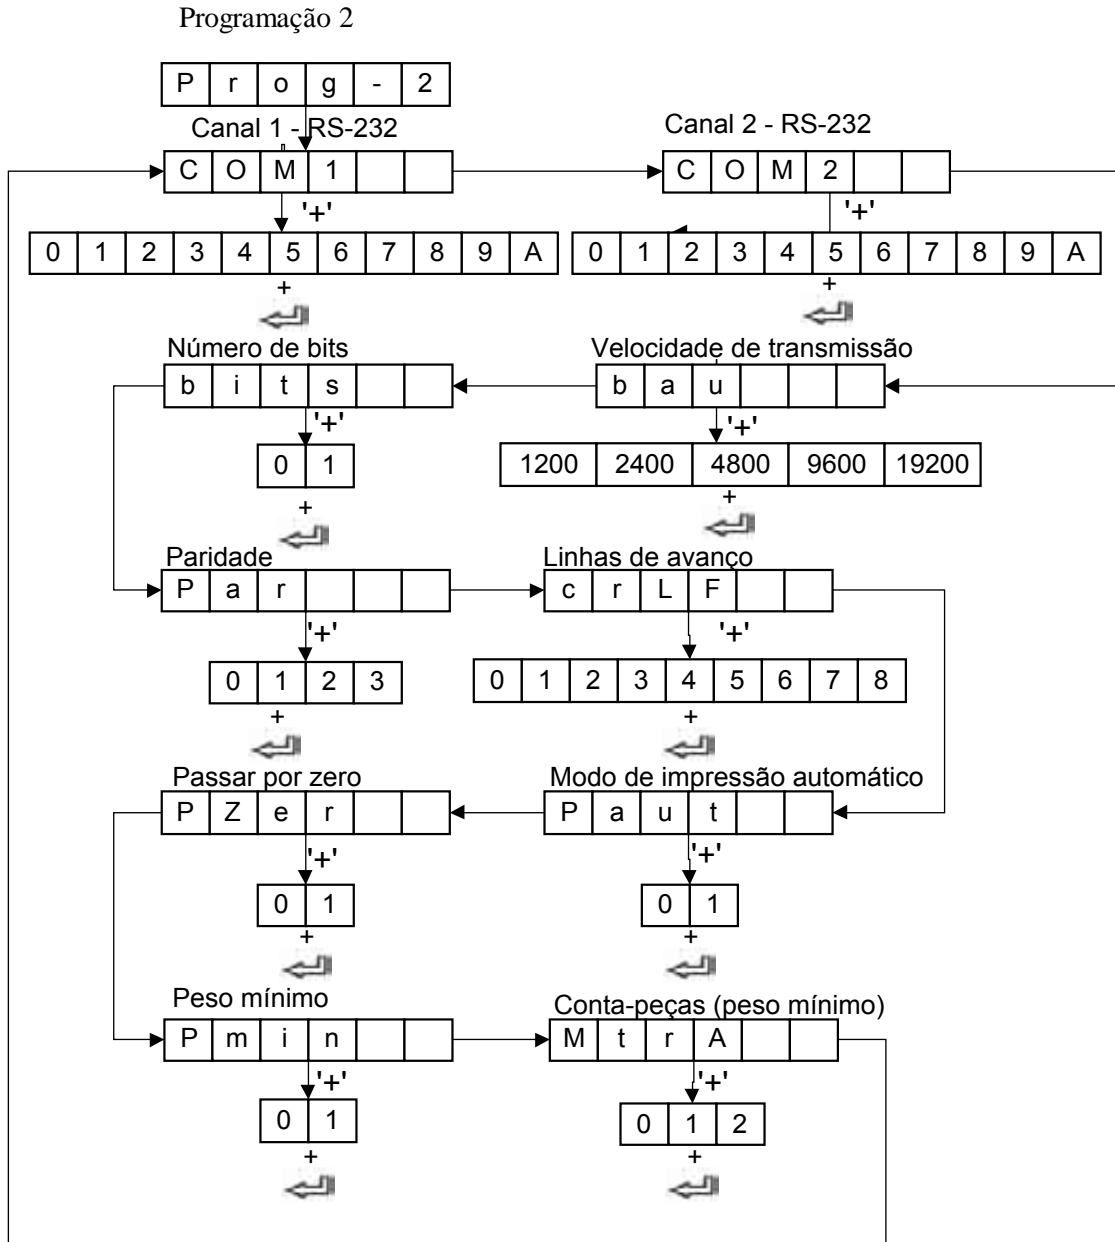 Programação 2
P r o g - 2
Canal 1 - RS-232
Canal 2 - RS-232
C O M 1
C O M 2
'+'
'+'
0 1 2 3 4 5 6 7 8 9 A
0 1 2 3 4 5 6 7 8 9 A
+
+
Número de bits
Velocidade de transmissão
b i t s
b a u
'+'
'+'
0 1
1200 2400 4800 9600 19200
+
+
Paridade
Linhas de avanço
P a r
c r L F
'+'
'+'
0 1 2 3
0 1 2 3 4 5 6 7 8
+
+
Passar por zero
Modo de impressão automático
P Z e r
P a u t
'+'
'+'
0 1
0 1
+
+
Peso mínimo
Conta-peças (peso mínimo)
P m i n
M t r A
'+'
'+'
0 1
0 1 2
+
+